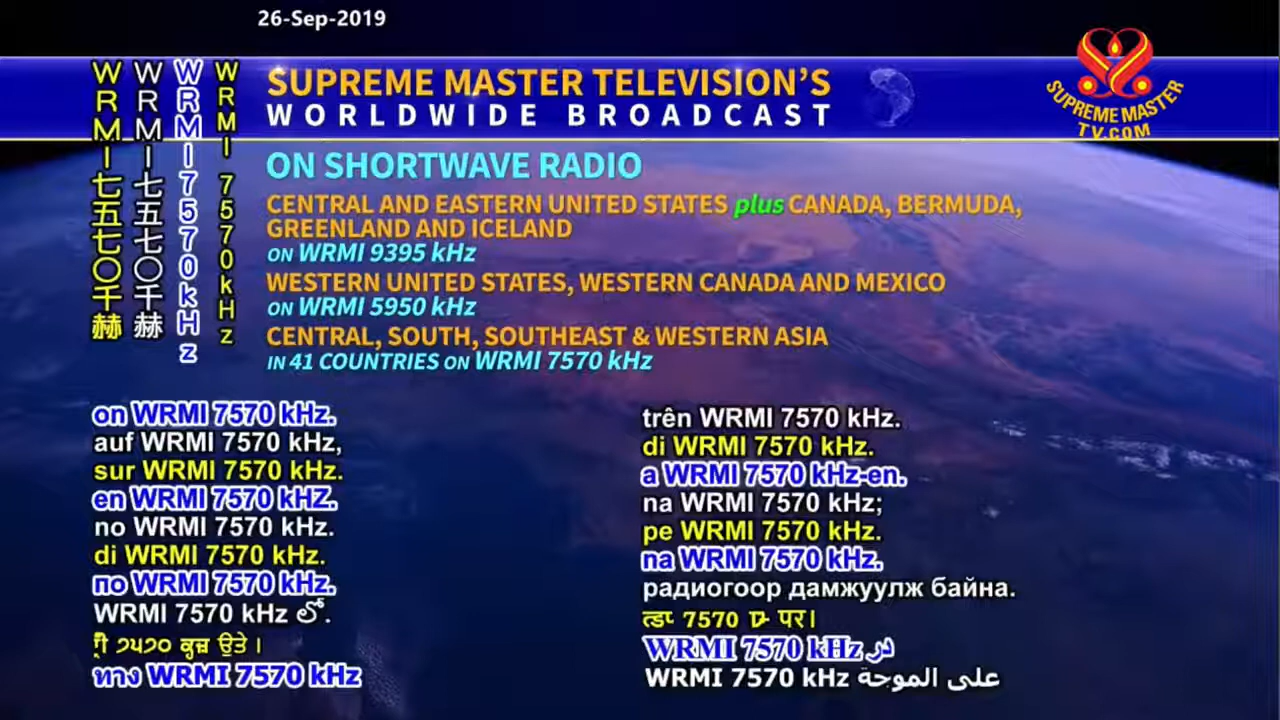 26-Sep-2019
WRMI七五七〇千赫
WRMI七五七〇千赫
WRMI7570kHz
WRMI 7570kHz
SUPREME MASTER TELEVISION’S
WORLDWIDE BROADCAST
SUPREME MASTER
TV.COM
ON SHORTWAVE RADIO
CENTRAL AND EASTERN UNITED STATES plus CANADA, BERMUDA,
GREENLAND AND ICELAND
ON WRMI 9395 kHz
WESTERN UNITED STATES, WESTERN CANADA AND MEXICO
ON WRMI 5950 kHz
CENTRAL, SOUTH, SOUTHEAST & WESTERN ASIA
IN 41 COUNTRIES ON WRMI 7570 kHz
on WRMI 7570 kHz.
auf WRMI 7570 kHz,
sur WRMI 7570 kHz.
en WRMI 7570 kHZ.
no WRMI 7570 kHz.
di WRMI 7570 kHz.
по WRMI 7570 kHz.
WRMI 7570 kHz లో.
੭੫੭੦ ਉਤੇ ।
ทาง WRMI 7570 kHz
trên WRMI 7570 kHz.
di WRMI 7570 kHz.
a WRMI 7570 kHz-en.
na WRMI 7570 kHz;
pe WRMI 7570 kHz.
na WRMI 7570 kHz.
радиогоор дамжуулж байна.
7570 पर।
WRMI 7570 kHz در
على الموجة WRMI 7570 kHz